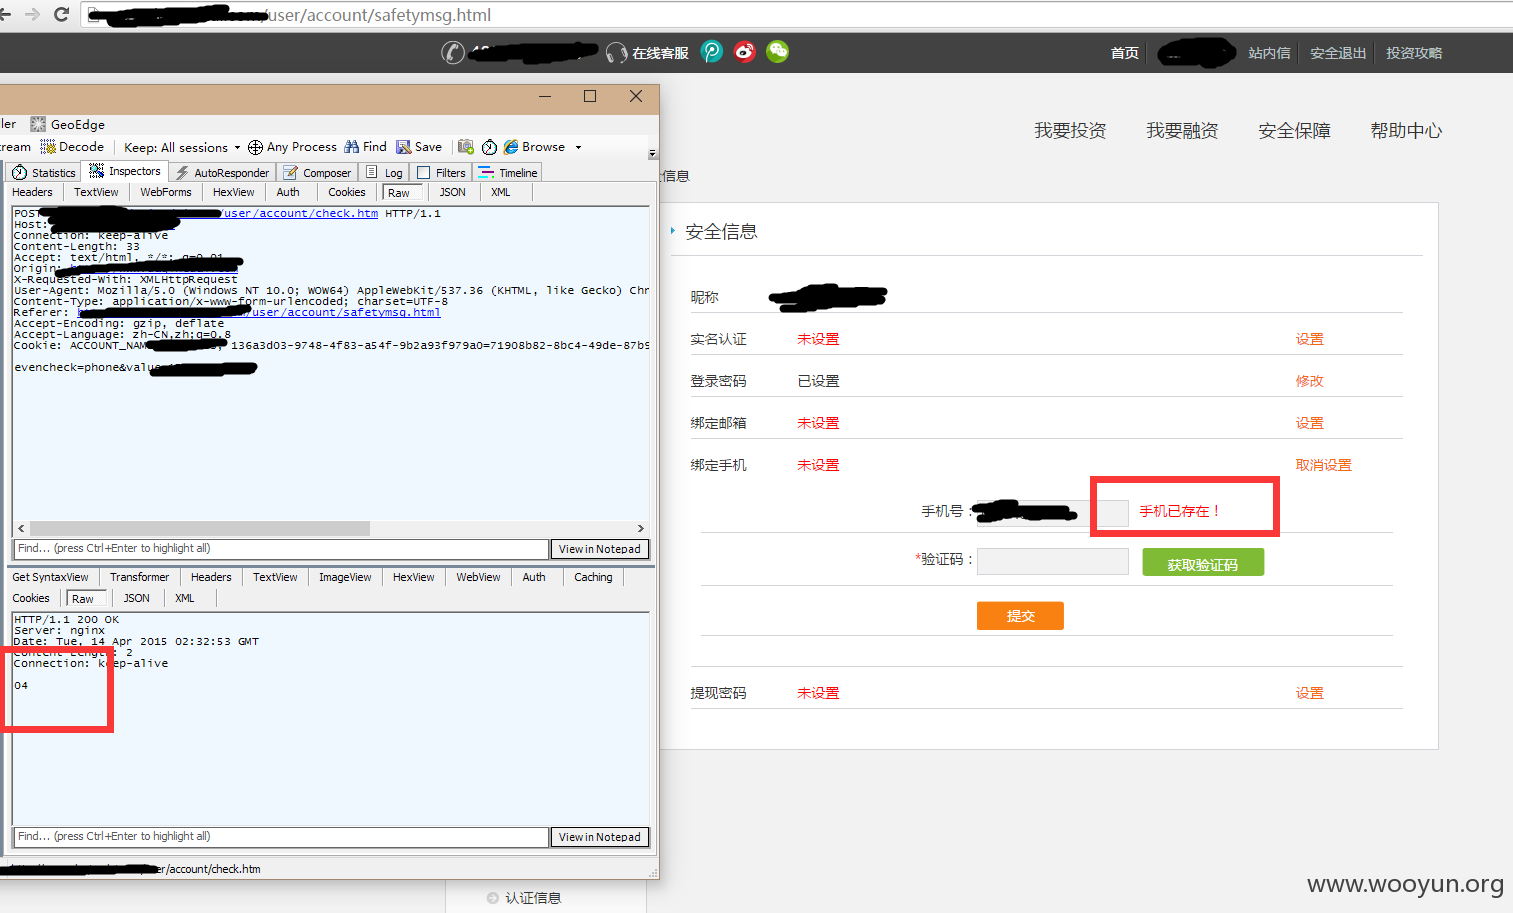 /user/account/safetymsg.html
在线客服
首页
站内信
安全退出
投资攻略
ler
GeoEdge
ream
Decode
Keep: All sessions
Any Process
Find
Save
Browse
Statistics
Inspectors
AutoResponder
Composer
Log
Filters
Timeline
Headers
TextView
WebForms
HexView
Auth
Cookies
Raw
JSON
XML
POST /user/account/check.htm HTTP/1.1
Host:
Connection: keep-alive
Content-Length: 33
Accept: text/html, */*; q=0.01
Origin:
X-Requested-With: XMLHttpRequest
User-Agent: Mozilla/5.0 (Windows NT 10.0; WOW64) AppleWebKit/537.36 (KHTML, like Gecko) Chr
Content-Type: application/x-www-form-urlencoded; charset=UTF-8
Referer: /user/account/safetymsg.html
Accept-Encoding: gzip, deflate
Accept-Language: zh-CN,zh;q=0.8
Cookie: ACCOUNT_NAM 136a3d03-9748-4f83-a54f-9b2a93f979a0=71908b82-8bc4-49de-87b9
evencheck=phone&value
Find... (press Ctrl+Enter to highlight all)
View in Notepad
Get SyntaxView
Transformer
Headers
TextView
ImageView
HexView
WebView
Auth
Caching
Cookies
Raw
JSON
XML
HTTP/1.1 200 OK
Server: nginx
Date: Tue, 14 Apr 2015 02:32:53 GMT
Content-Length: 2
Connection: keep-alive
04
Find... (press Ctrl+Enter to highlight all)
View in Notepad
er/account/check.htm
我要投资
我要融资
安全保障
帮助中心
信息
安全信息
昵称
实名认证 未设置 设置
登录密码 已设置 修改
绑定邮箱 未设置 设置
绑定手机 未设置 取消设置
手机号： 手机已存在！
*验证码： 获取验证码
提交
提现密码 未设置 设置
认证信息
www.wooyun.org